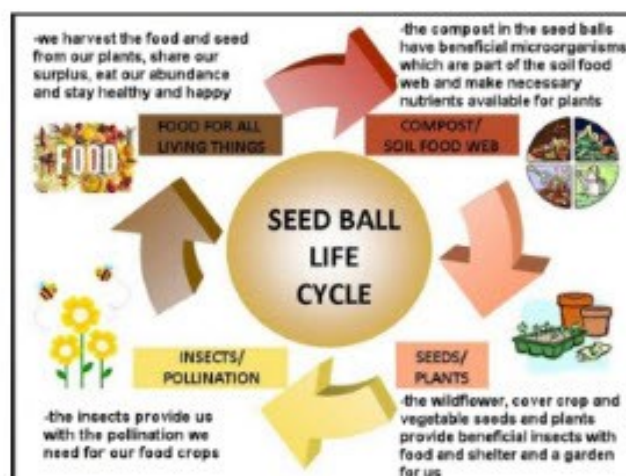 -we harvest the food and seed
from our plants, share our
surplus, eat our abundance
and stay healthy and happy
-the compost in the seed balls
have beneficial microorganisms
which are part of the soil food
web and make necessary
nutrients available for plants
FOOD
FOOD FOR ALL
LIVING THINGS
COMPOST/
SOIL FOOD WEB
SEED BALL
LIFE
CYCLE
INSECTS/
POLLINATION
SEEDS/
PLANTS
-the insects provide us
with the pollination we
need for our food crops
-the wildflower, cover crop and
vegetable seeds and plants
provide beneficial insects with
food and shelter and a garden
for us